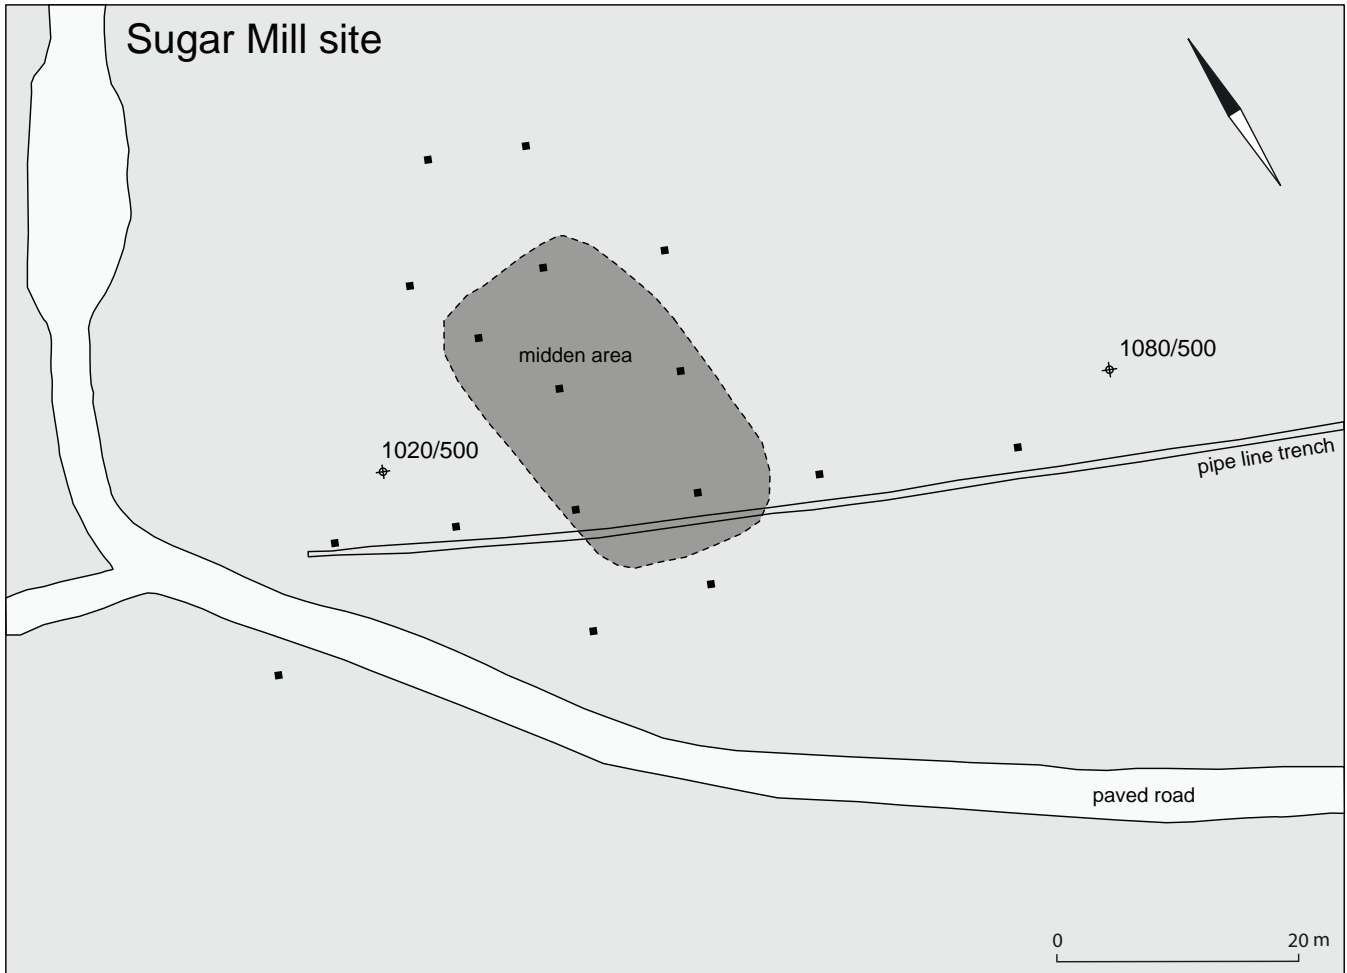 Sugar Mill site
1080/500
midden area
1020/500
pipe line trench
paved road
0 20 m